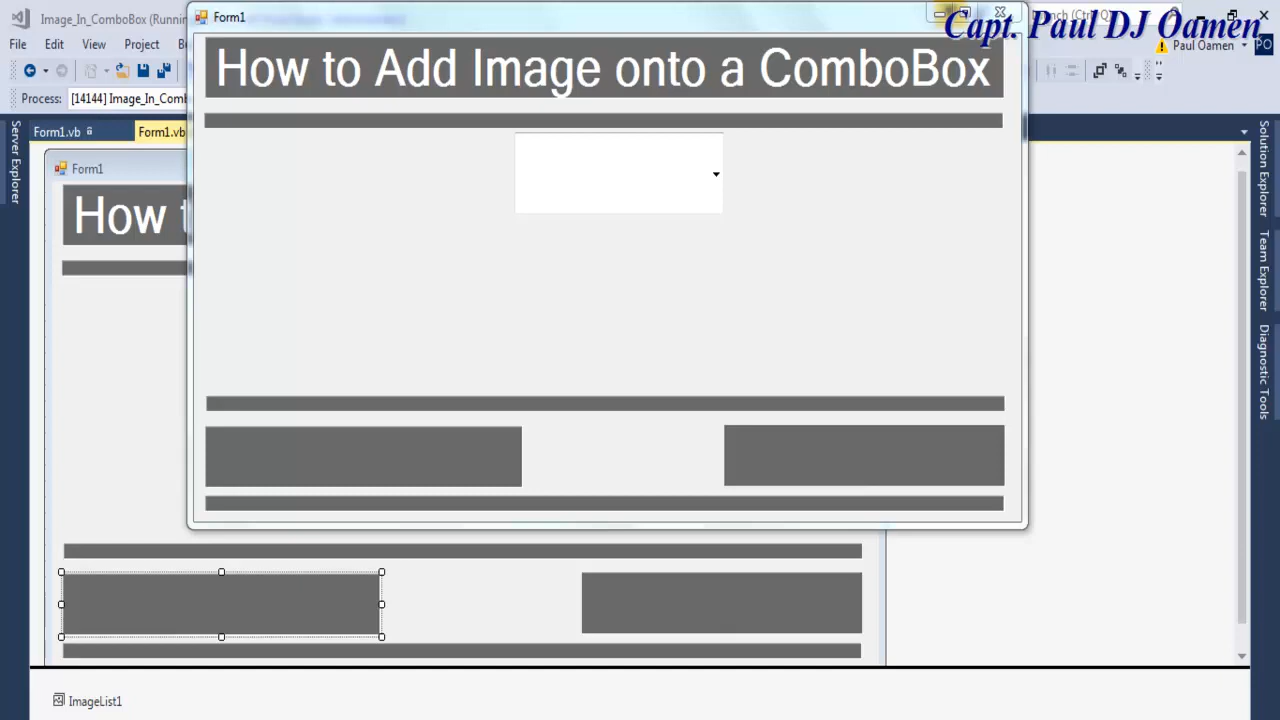 Image_In_ComboBox (Runnin
Form1
Capt. Paul DJ Oamen
File Edit View Project
Paul Oamen PO
Process: [14144] Image_In_Comb
How to Add Image onto a ComboBox
Form1.vb Form1.vb
Server Explorer
Solution Explorer
Team Explorer
Diagnostic Tools
Form1
How t
ImageList1